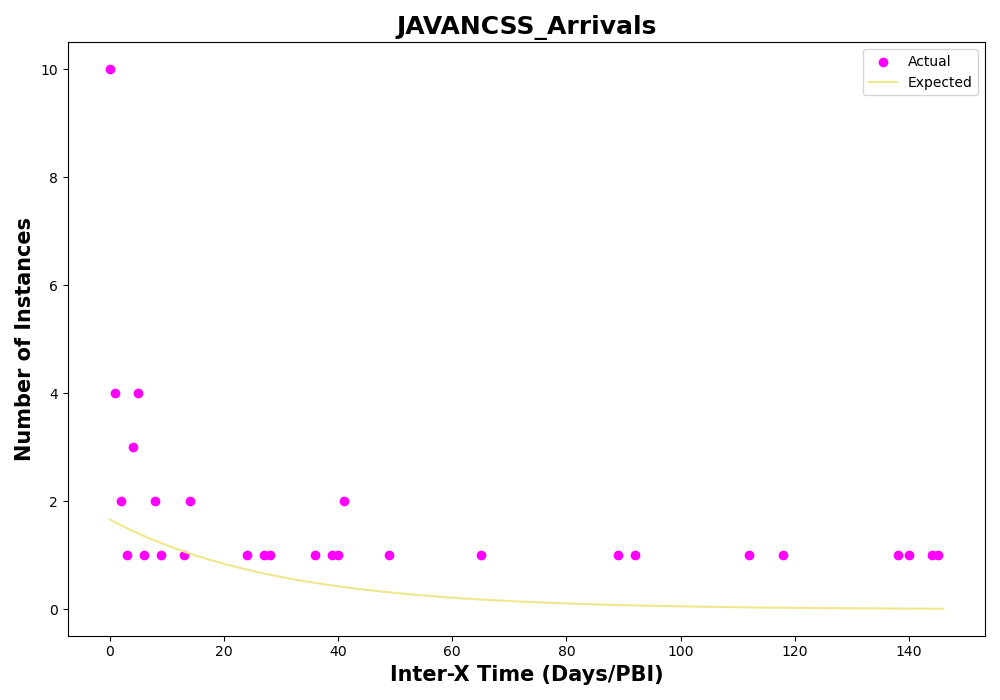 JAVANCSS_Arrivals
Actual
Expected
Number of Instances
10
8
6
4
2
0
0 20 40 60 80 100 120 140
Inter-X Time (Days/PBI)